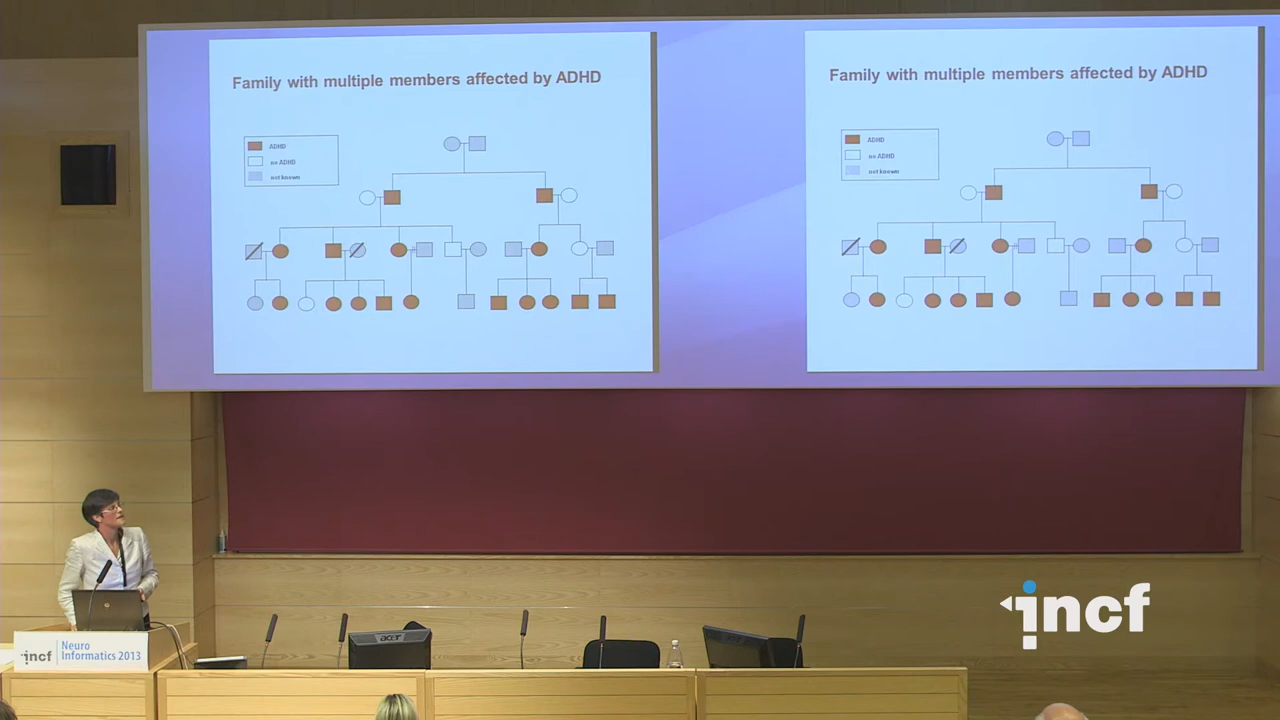 Family with multiple members affected by ADHD
ADHD
no ADHD
not known
Family with multiple members affected by ADHD
ADHD
no ADHD
not known
incf
Neuro
Informatics 2013
acer
incf